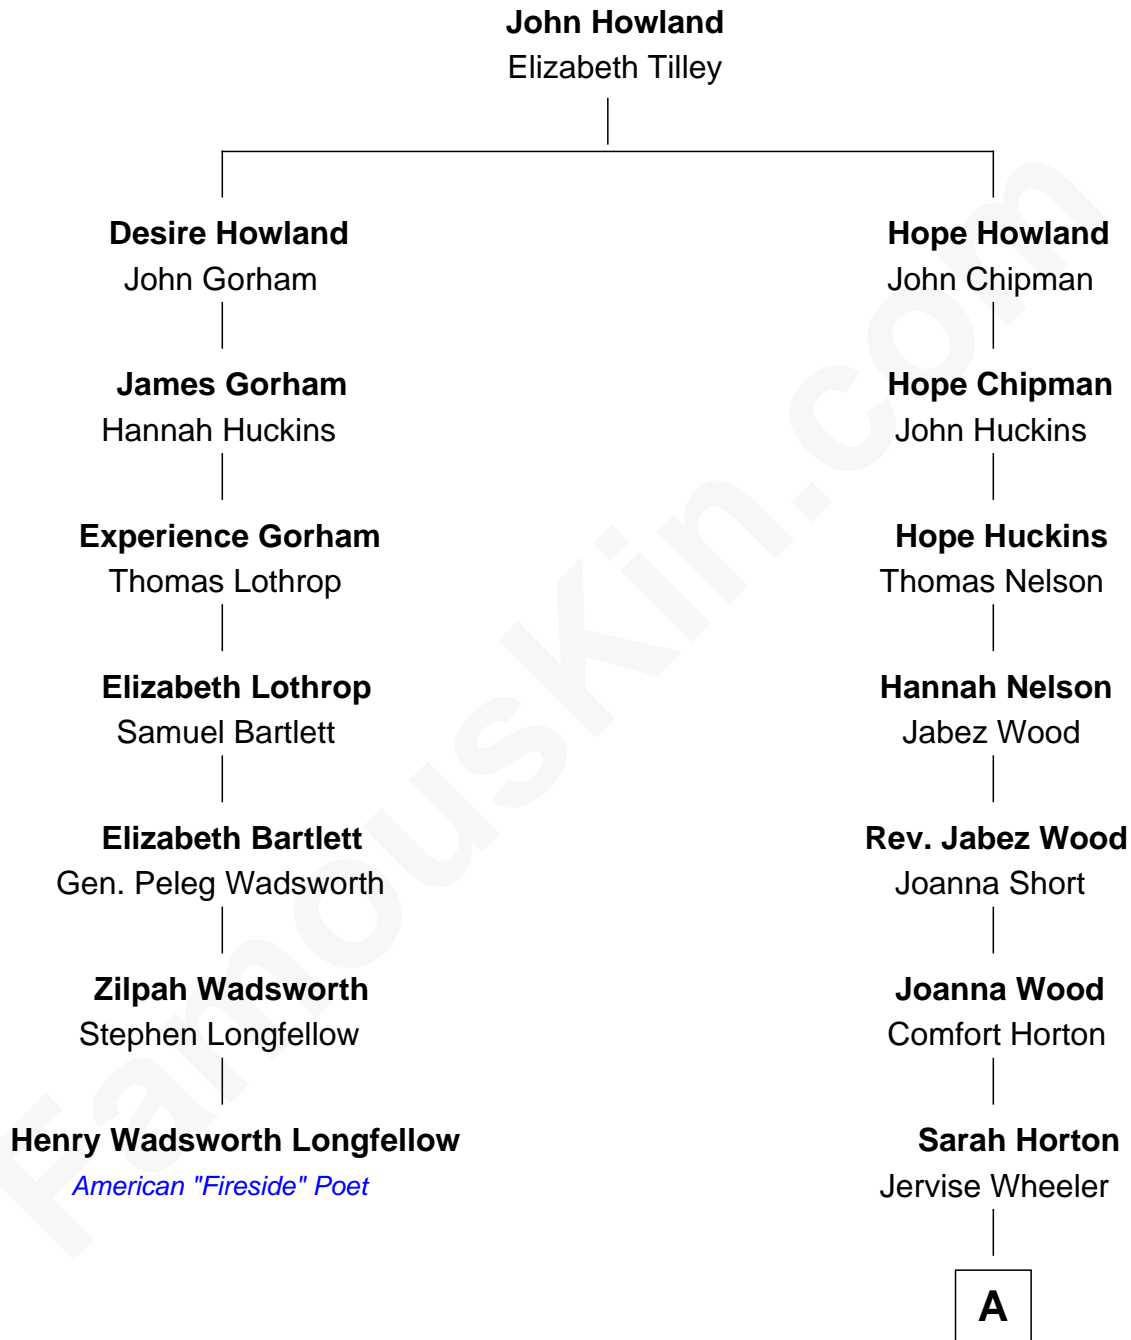 John Howland
Elizabeth Tilley
Desire Howland
John Gorham
James Gorham
Hannah Huckins
Experience Gorham
Thomas Lothrop
Elizabeth Lothrop
Samuel Bartlett
Elizabeth Bartlett
Gen. Peleg Wadsworth
Zilpah Wadsworth
Stephen Longfellow
Henry Wadsworth Longfellow
American "Fireside" Poet
Hope Howland
John Chipman
Hope Chipman
John Huckins
Hope Huckins
Thomas Nelson
Hannah Nelson
Jabez Wood
Rev. Jabez Wood
Joanna Short
Joanna Wood
Comfort Horton
Sarah Horton
Jervise Wheeler
A
FamousKin.com